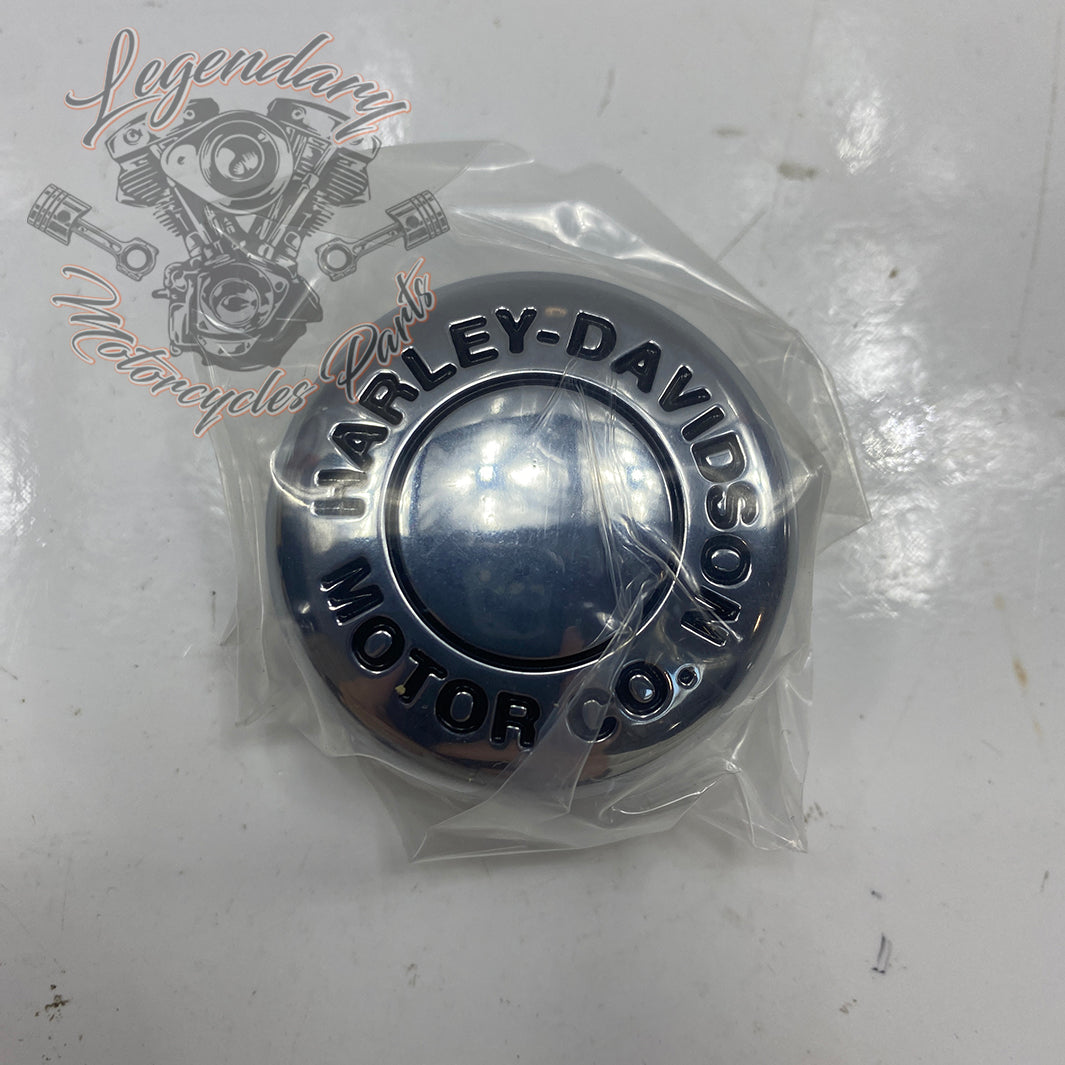 Legendary
Motorcycles Parts
HARLEY-DAVIDSON
MOTOR CO.